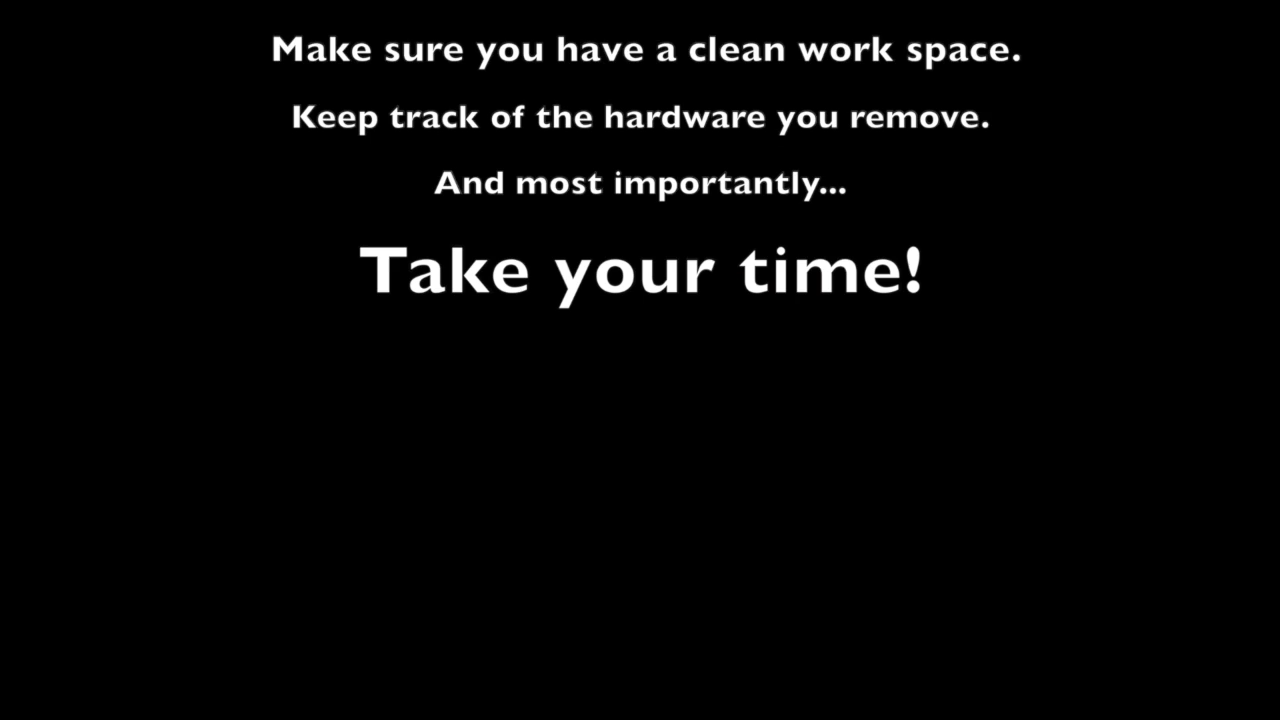 Make sure you have a clean work space.
Keep track of the hardware you remove.
And most importantly...
Take your time!